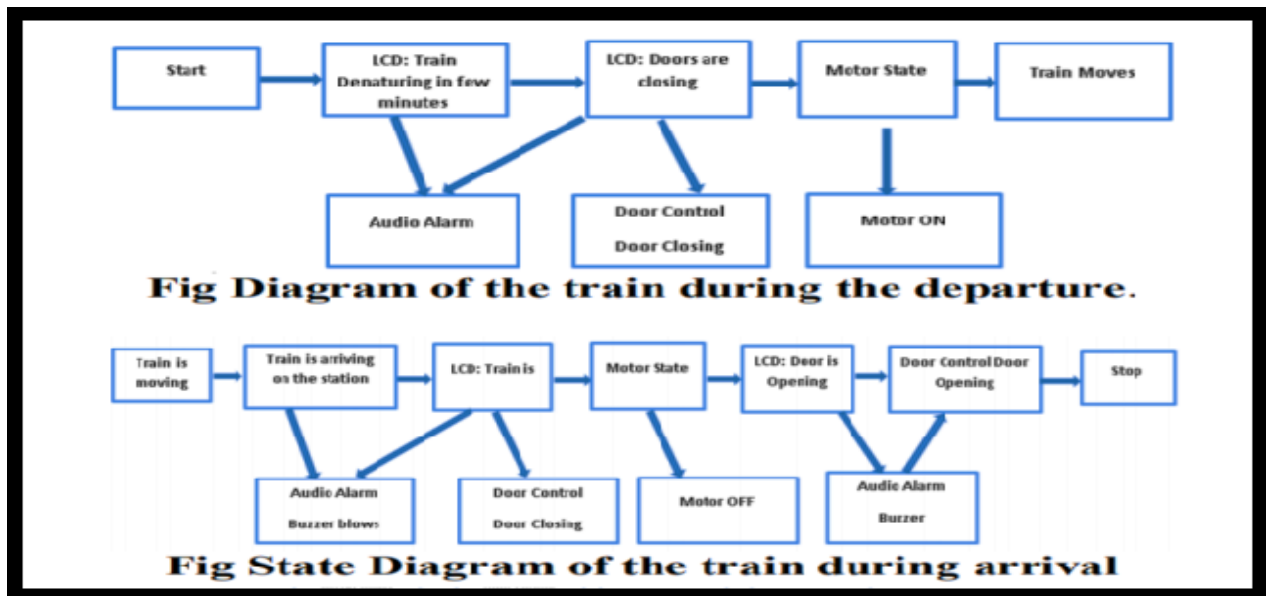 Start
LCD: Train
Denaturing in few
minutes
LCD: Doors are
closing
Motor State
Train Moves
Audio Alarm
Door Control
Door Closing
Motor ON
Fig Diagram of the train during the departure.
Train is
moving
Train is arriving
on the station
LCD: Train is
Motor State
LCD: Door is
Opening
Door Control Door
Opening
Stop
Audio Alarm
Buzzer blows
Door Control
Door Closing
Motor OFF
Audio Alarm
Buzzer
Fig State Diagram of the train during arrival